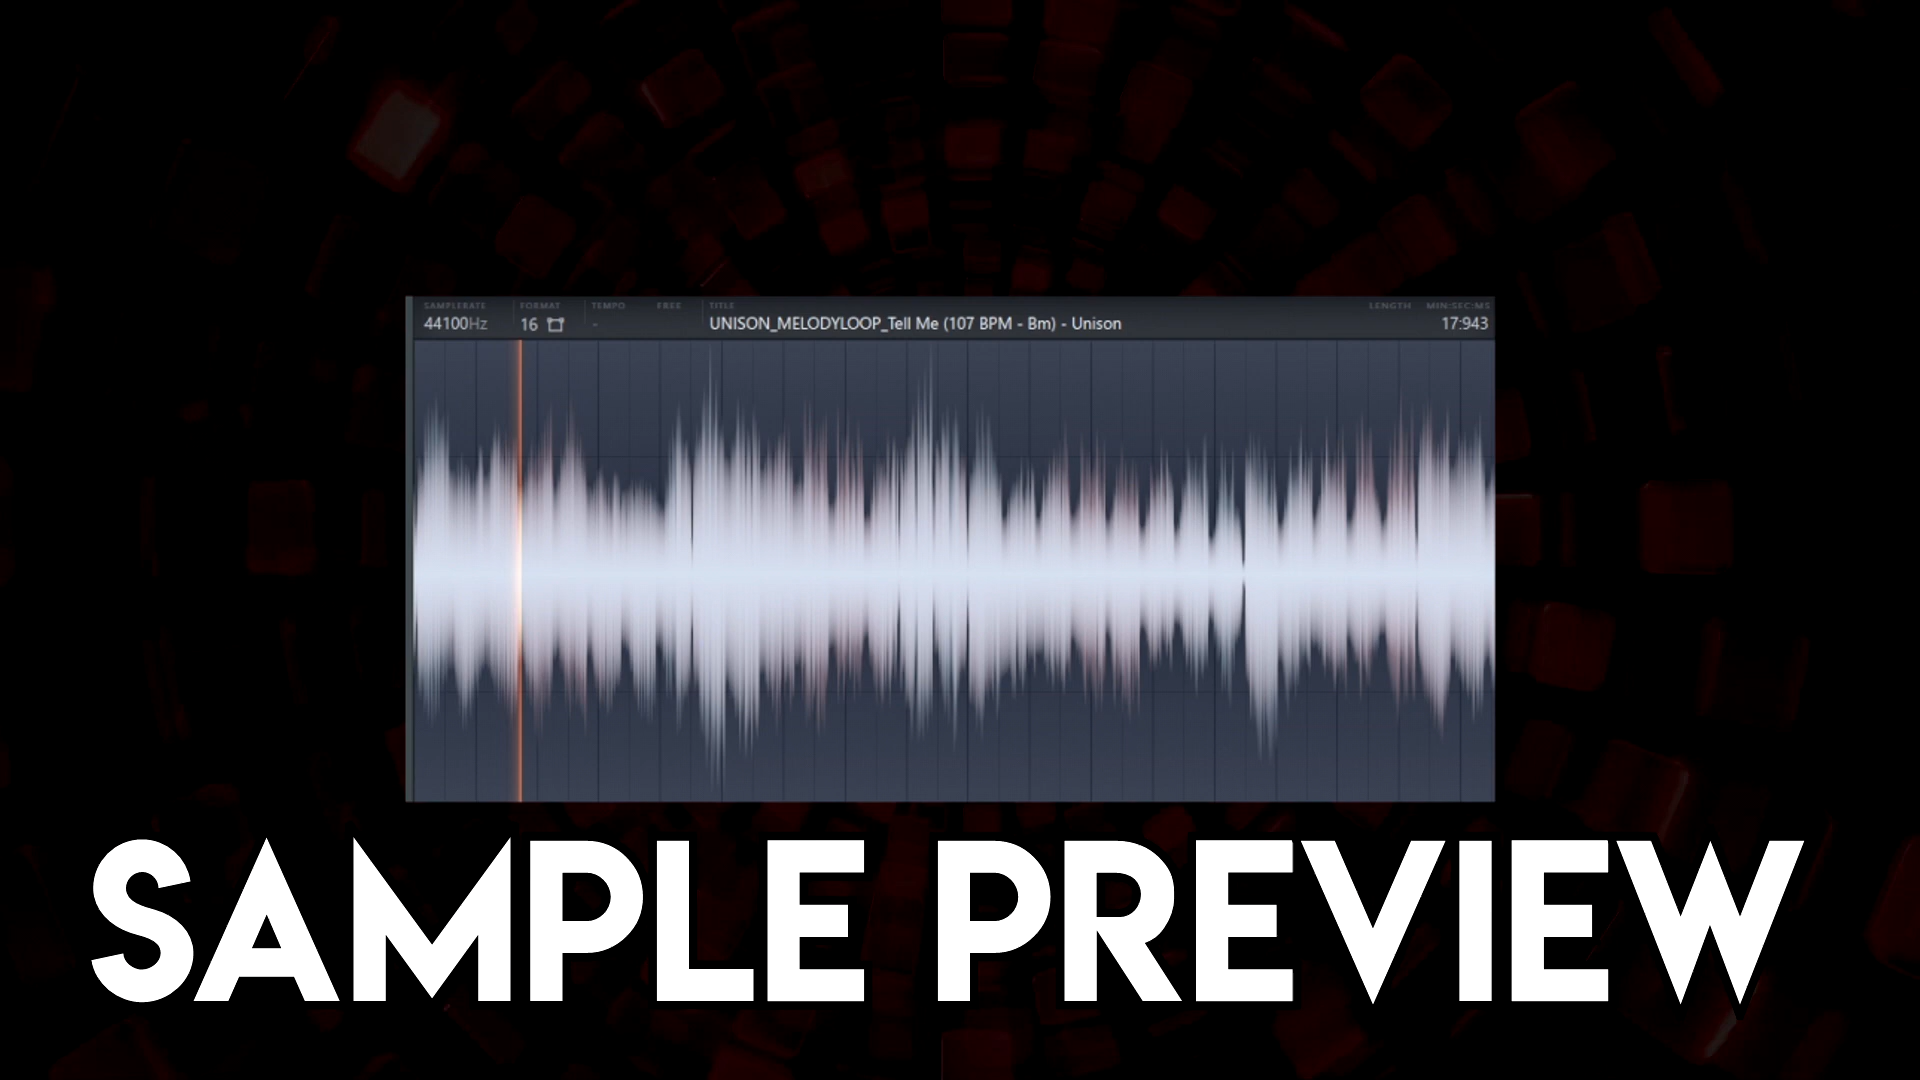 SAMPLERATE FORMAT TEMPO FREE TITLE LENGTH MIN:SEC:MS
44100Hz 16 - UNISON_MELODYLOOP_Tell Me (107 BPM - Bm) - Unison 17:943
SAMPLE PREVIEW